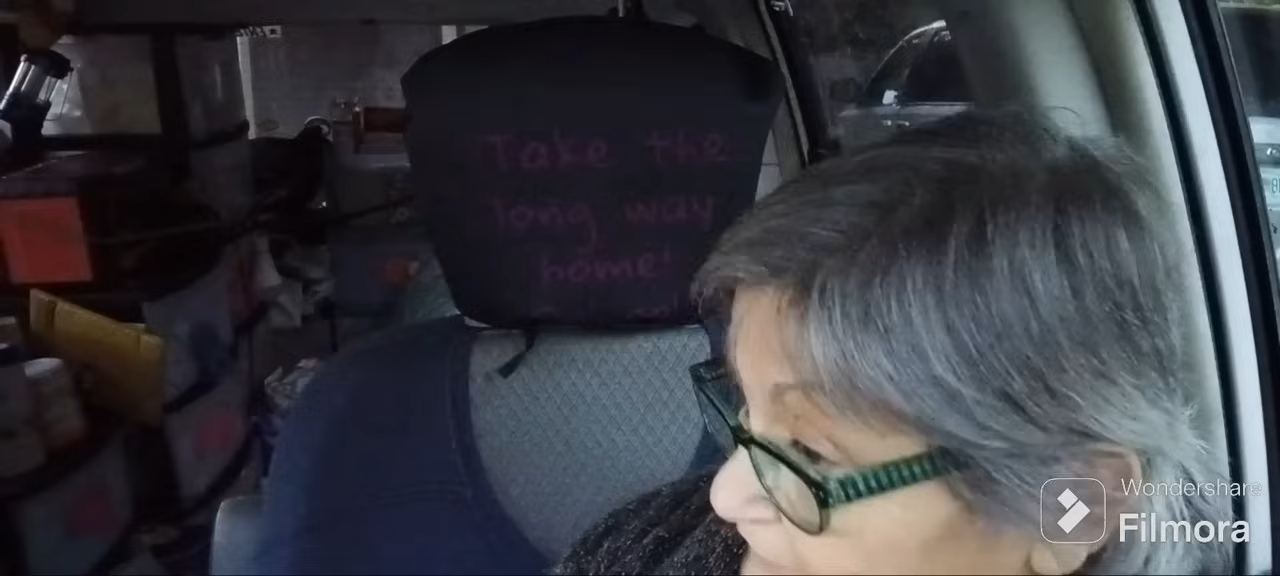 Take the
long way
home!
Wondershare
Filmora